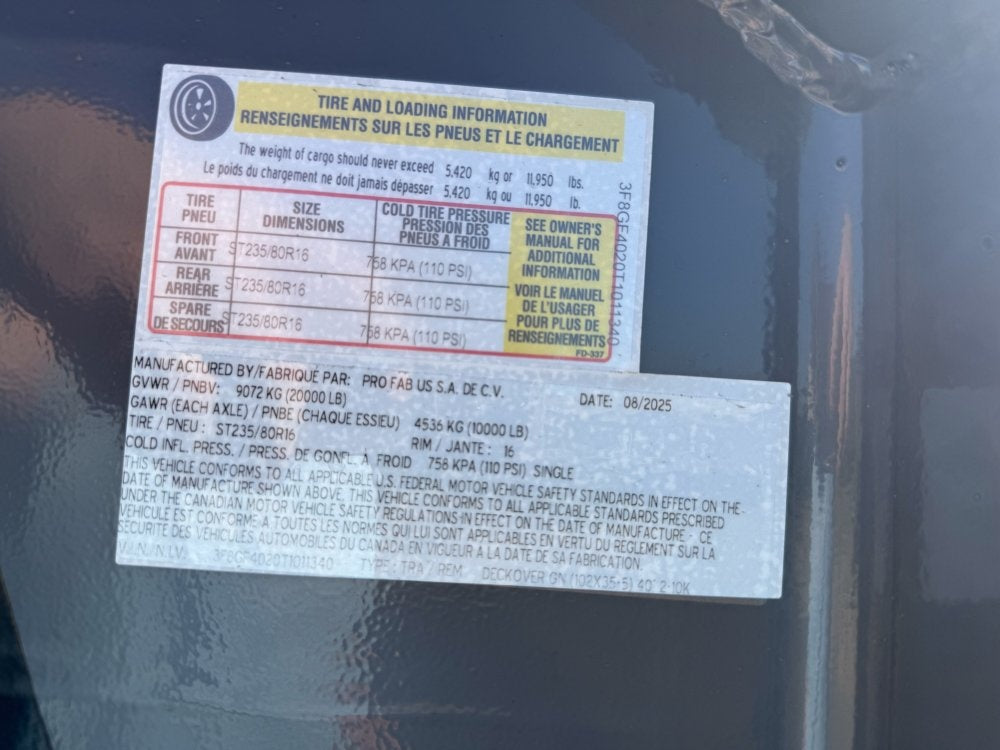 TIRE AND LOADING INFORMATION
RENSEIGNEMENTS SUR LES PNEUS ET LE CHARGEMENT
The weight of cargo should never exceed 5.420 kg or 11.950 lbs.
Le poids du chargement ne doit jamais dépasser 5.420 kg ou 11.950 lb.
TIRE PNEU SIZE DIMENSIONS COLD TIRE PRESSURE PRESSION DES PNEUS A FROID
FRONT AVANT ST235/80R16 758 KPA (110 PSI)
REAR ARRIÈRE ST235/80R16 758 KPA (110 PSI)
SPARE DE SECOURS ST235/80R16 758 KPA (110 PSI)
SEE OWNER'S
MANUAL FOR
ADDITIONAL
INFORMATION
VOIR LE MANUEL
DE L'USAGER
POUR PLUS DE
RENSEIGNEMENTS
FD-337
3F8GE4020T1011340
MANUFACTURED BY/FABRIQUE PAR: PRO FAB US S.A. DE C.V. DATE: 08/2025
GVWR / PNBV: 9072 KG (20000 LB)
GAWR (EACH AXLE) / PNBE (CHAQUE ESSIEU) 4536 KG (10000 LB)
TIRE / PNEU : ST235/80R16 RIM / JANTE : 16
COLD INFL. PRESS. / PRESS. DE GONFL. À FROID 758 KPA (110 PSI) SINGLE
THIS VEHICLE CONFORMS TO ALL APPLICABLE U.S. FEDERAL MOTOR VEHICLE SAFETY STANDARDS IN EFFECT ON THE
DATE OF MANUFACTURE SHOWN ABOVE. THIS VEHICLE CONFORMS TO ALL APPLICABLE STANDARDS PRESCRIBED
UNDER THE CANADIAN MOTOR VEHICLE SAFETY REGULATIONS IN EFFECT ON THE DATE OF MANUFACTURE - CE
VEHICULE EST CONFORME A TOUTES LES NORMES QUI LUI SONT APPLICABLES EN VERTU DU REGLEMENT SUR LA
SECURITE DES VEHICULES AUTOMOBILES DU CANADA EN VIGUEUR A LA DATE DE SA FABRICATION.
V.I.N./N.I.V. 3F8GE4020T1011340 TYPE : TRA / REM DECKOVER GN (102X35+5) 40' 2-10K